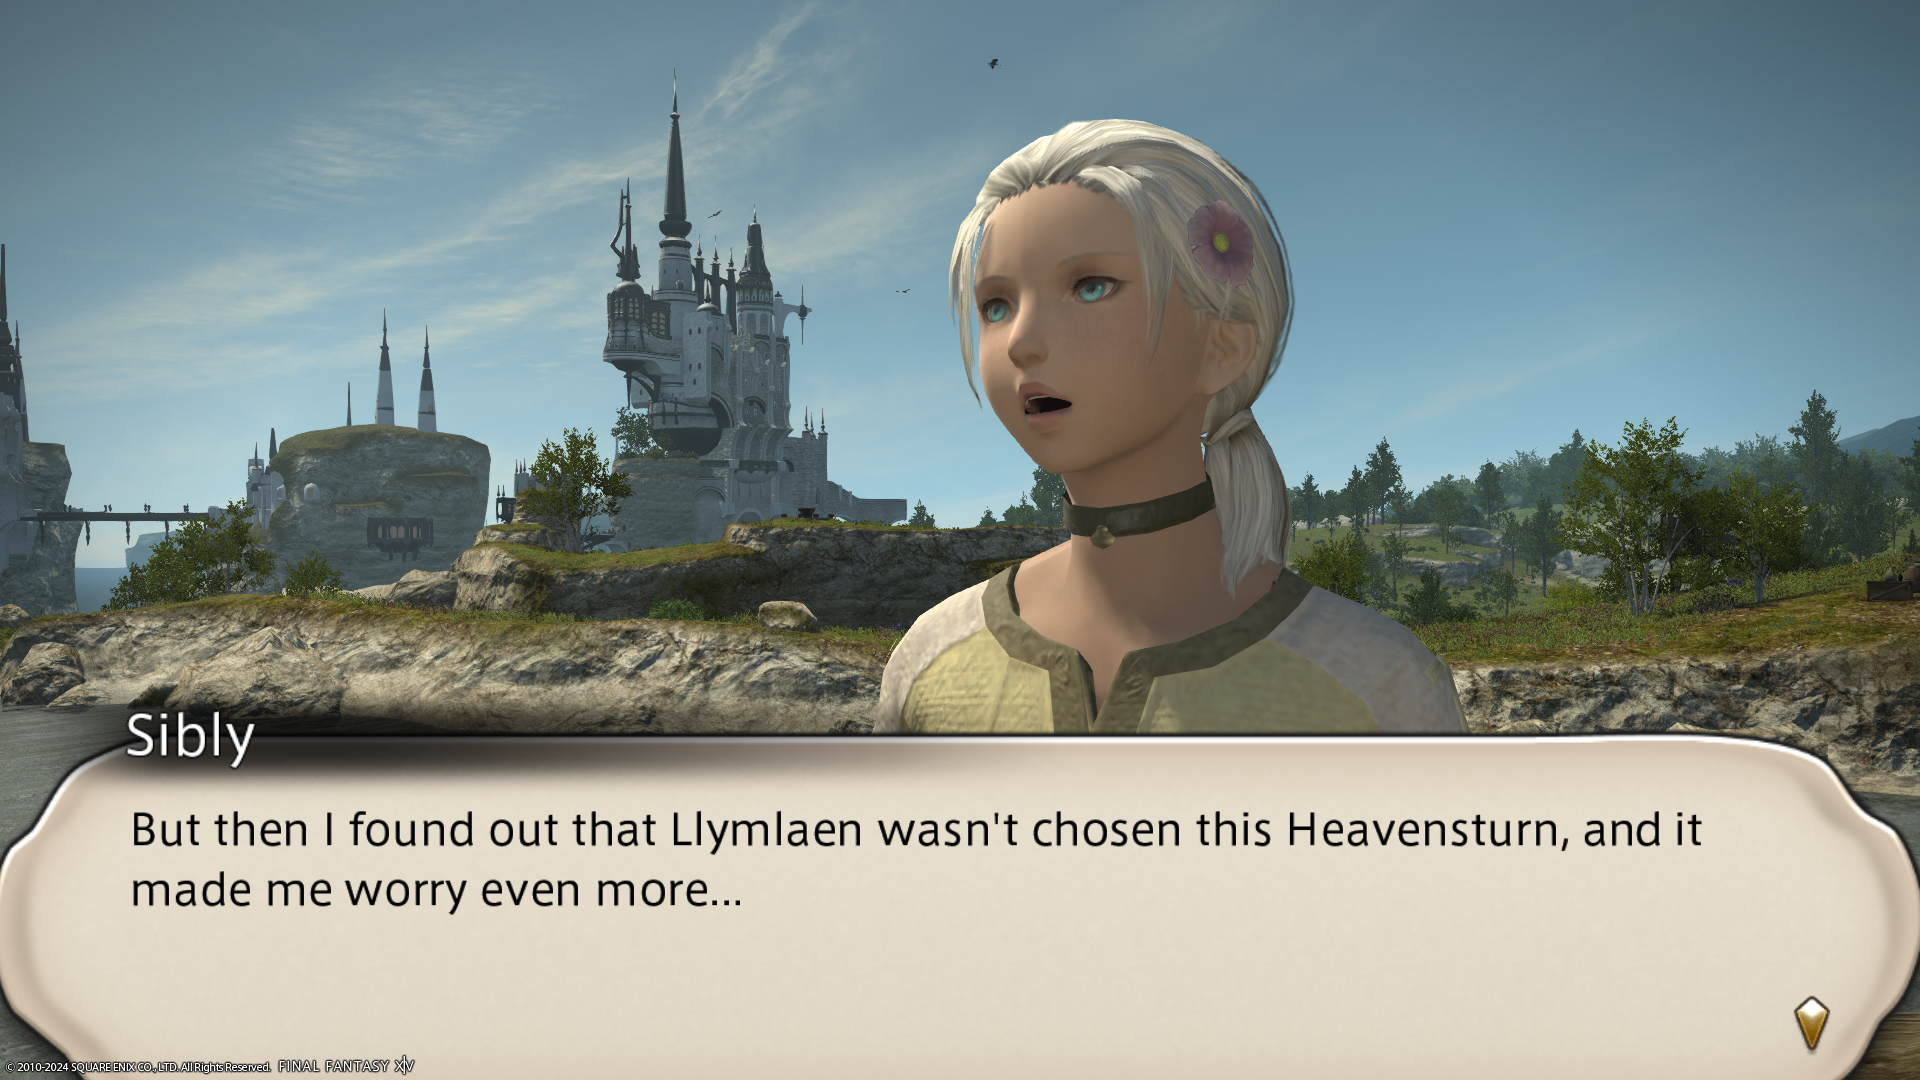 Sibly
But then I found out that Llymlaen wasn't chosen this Heavensturn, and it
made me worry even more...
© 2010-2024 SQUARE ENIX CO., LTD. All Rights Reserved. FINAL FANTASY XIV